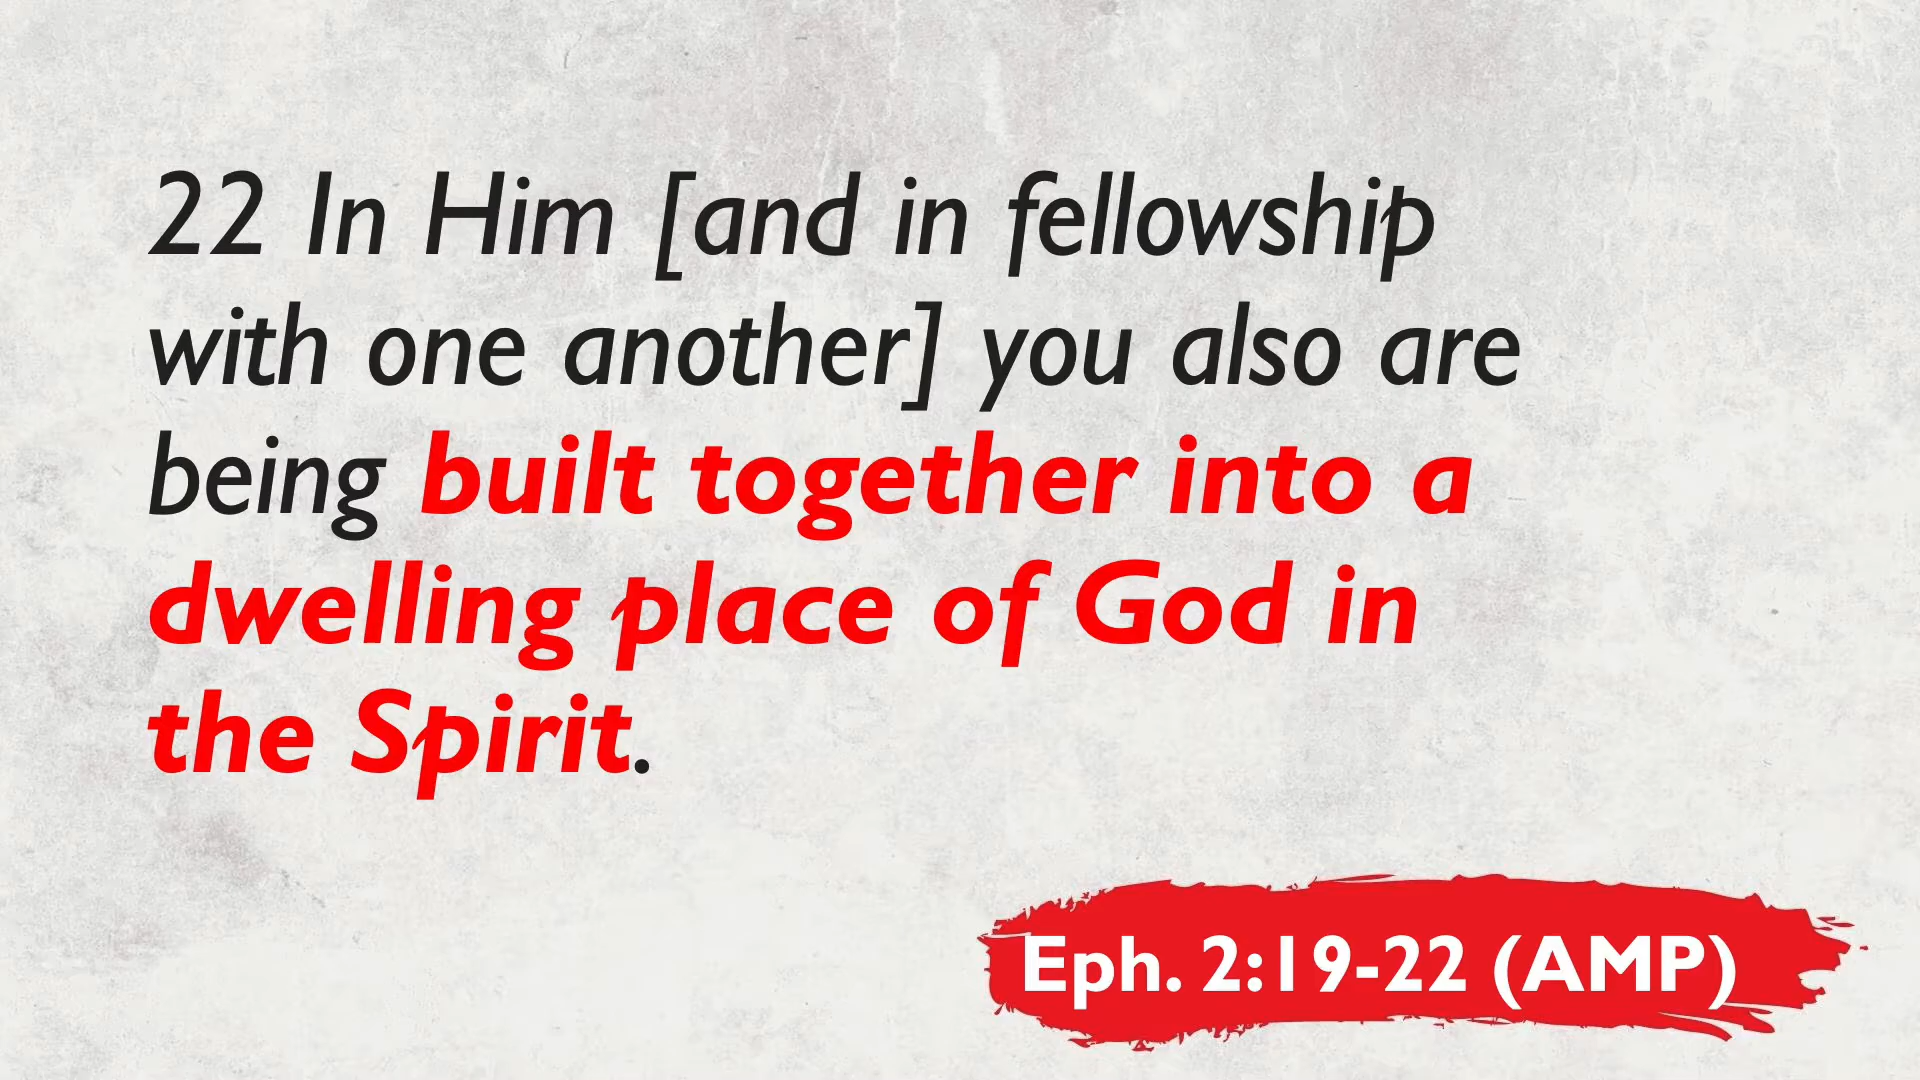 22 In Him [and in fellowship
with one another] you also are
being built together into a
dwelling place of God in
the Spirit.
Eph. 2:19-22 (AMP)